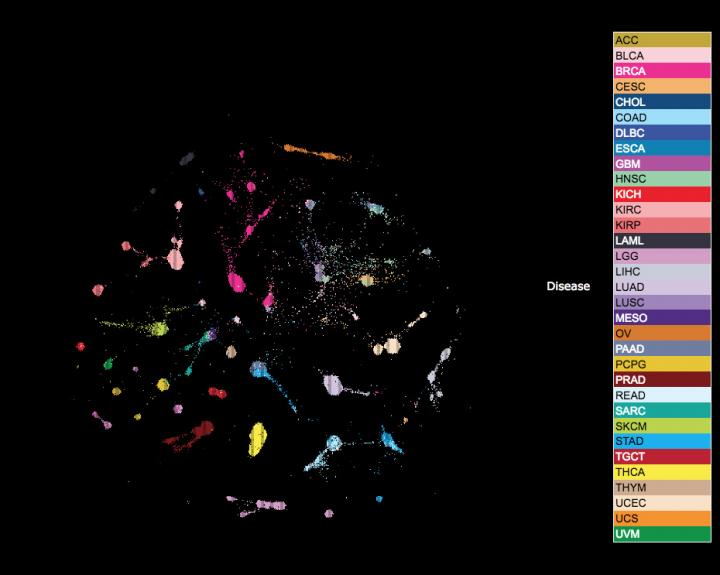 ACC
BLCA
BRCA
CESC
CHOL
COAD
DLBC
ESCA
GBM
HNSC
KICH
KIRC
KIRP
LAML
LGG
LIHC
Disease
LUAD
LUSC
MESO
OV
PAAD
PCPG
PRAD
READ
SARC
SKCM
STAD
TGCT
THCA
THYM
UCEC
UCS
UVM